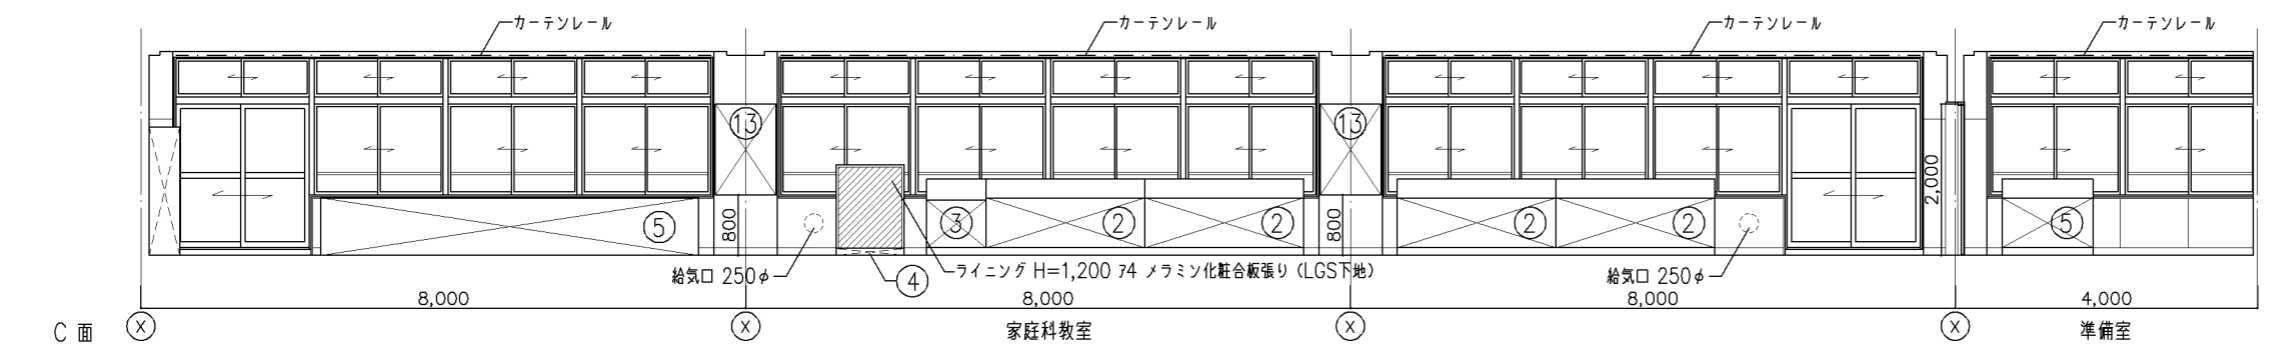 カーテンレール カーテンレール カーテンレール カーテンレール
13 13
2,000
5 800 3 2 2 800 2 2 5
給気口 250φ 4 ライニング H=1,200 ｱ4 メラミン化粧合板張り (LGS下地) 給気口 250φ
8,000 8,000 8,000 4,000
C 面 X X 家庭科教室 X X 準備室